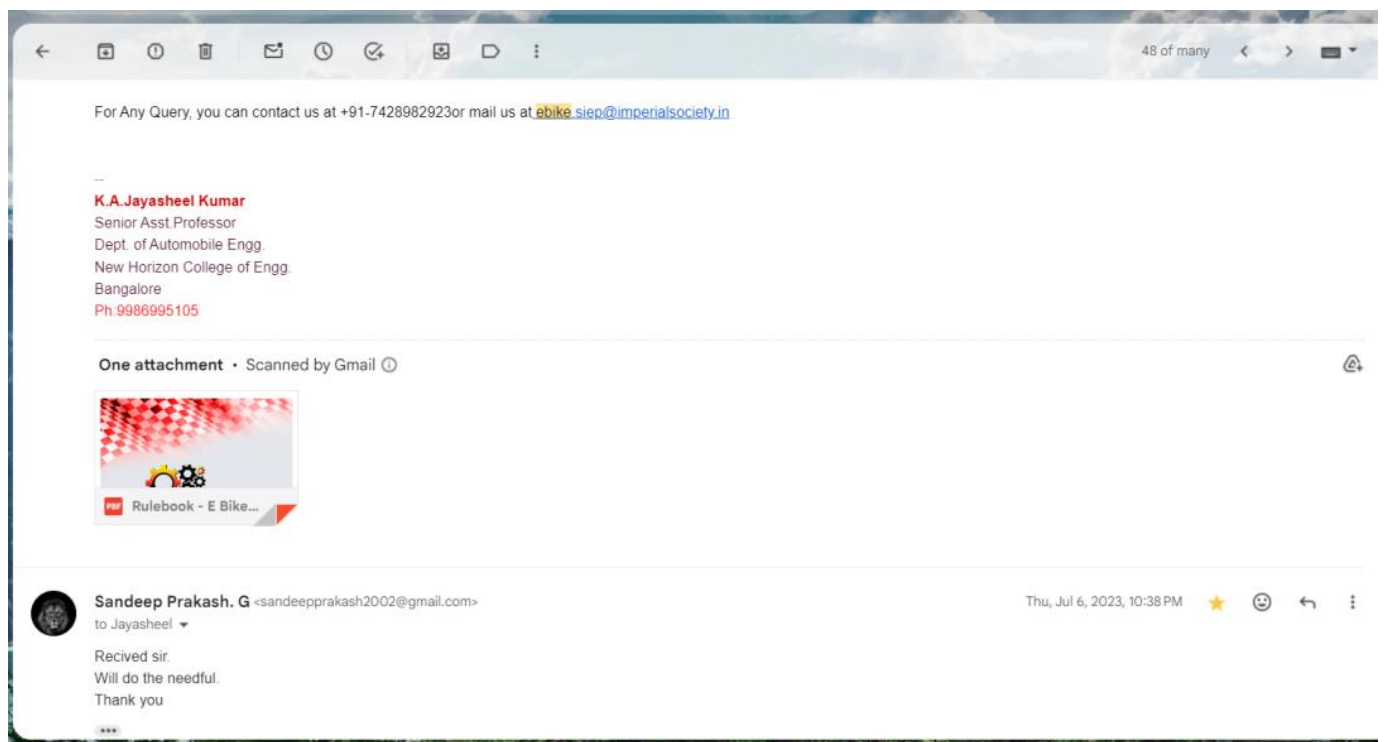 48 of many
For Any Query, you can contact us at +91-7428982923or mail us at ebike.siep@imperialsociety.in
--
K.A.Jayasheel Kumar
Senior Asst.Professor
Dept. of Automobile Engg.
New Horizon College of Engg.
Bangalore
Ph:9986995105
One attachment • Scanned by Gmail
PDF Rulebook - E Bike...
Sandeep Prakash. G <sandeepprakash2002@gmail.com> Thu, Jul 6, 2023, 10:38 PM
to Jayasheel
Recived sir.
Will do the needful.
Thank you